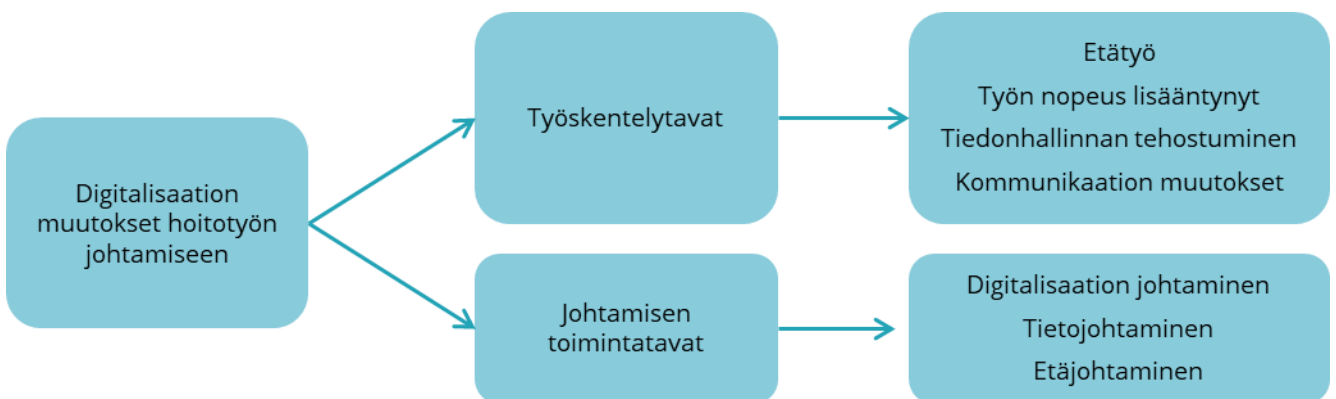 Digitalisaation
muutokset hoitotyön
johtamiseen
Työskentelytavat
Etätyö
Työn nopeus lisääntynyt
Tiedonhallinnan tehostuminen
Kommunikaation muutokset
Johtamisen
toimintatavat
Digitalisaation johtaminen
Tietojohtaminen
Etäjohtaminen